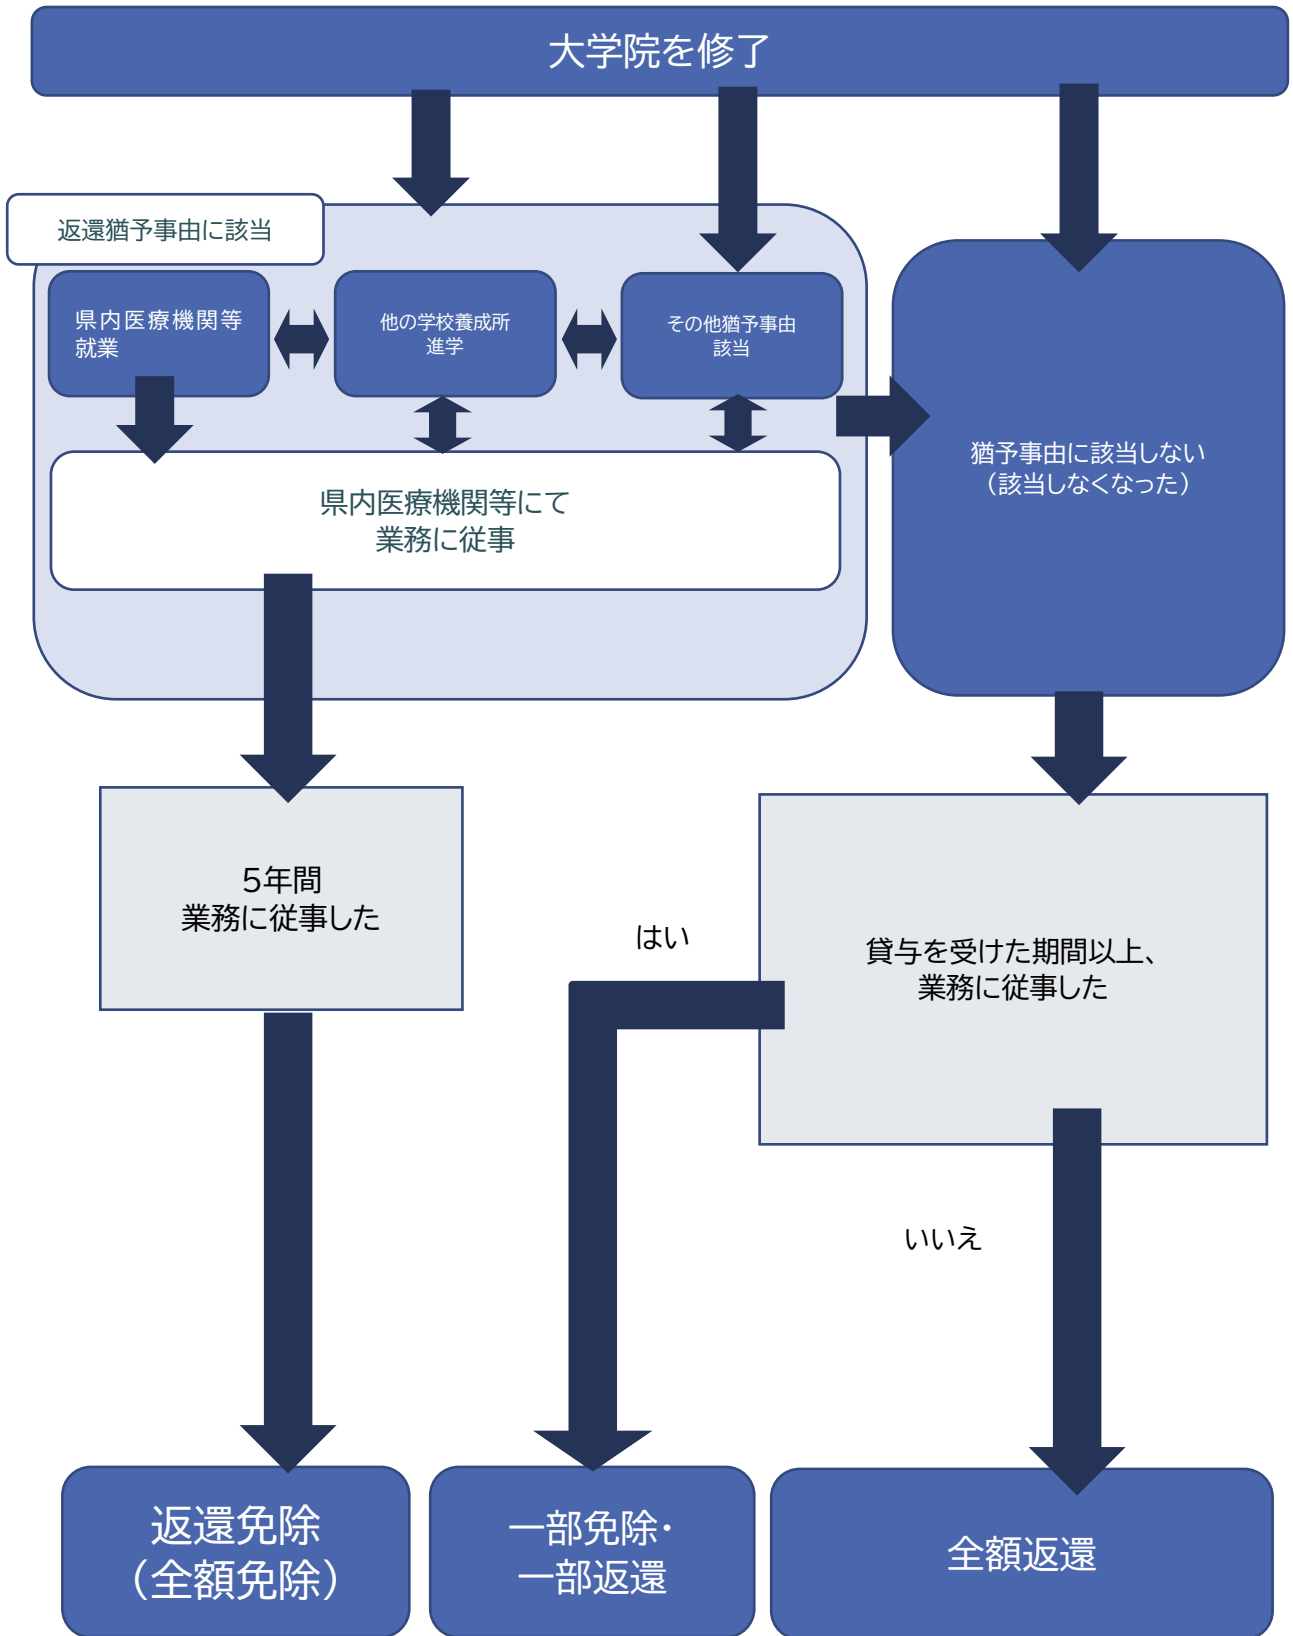 大学院を修了
返還猶予事由に該当
県内医療機関等
就業
他の学校養成所
進学
その他猶予事由
該当
県内医療機関等にて
業務に従事
猶予事由に該当しない
（該当しなくなった）
５年間
業務に従事した
はい
貸与を受けた期間以上、
業務に従事した
いいえ
返還免除
（全額免除）
一部免除・
一部返還
全額返還